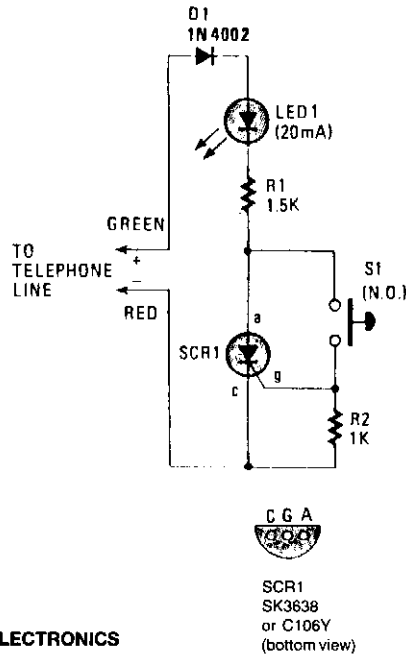 D1
1N4002
LED1
(20mA)
R1
1.5K
GREEN
+
TO
TELEPHONE
LINE
−
RED
S1
(N.O.)
a
SCR1
g
c
R2
1K
C G A
SCR1
SK3638
or C106Y
(bottom view)
LECTRONICS